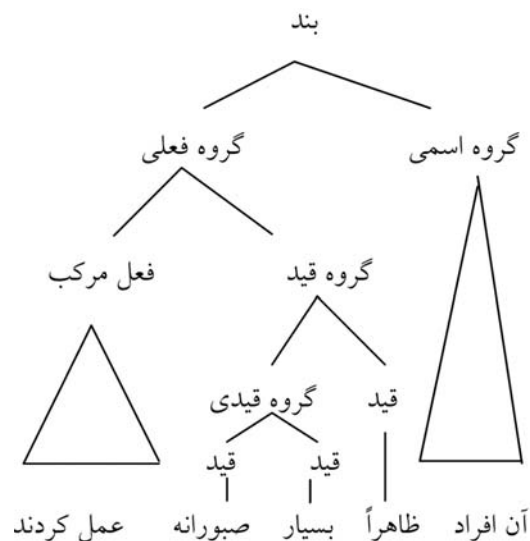 بند
گروه اسمی گروه فعلی
گروه قید فعل مرکب
قید گروه قیدی
قید قید
آن افراد ظاهراً بسیار صبورانه عمل کردند